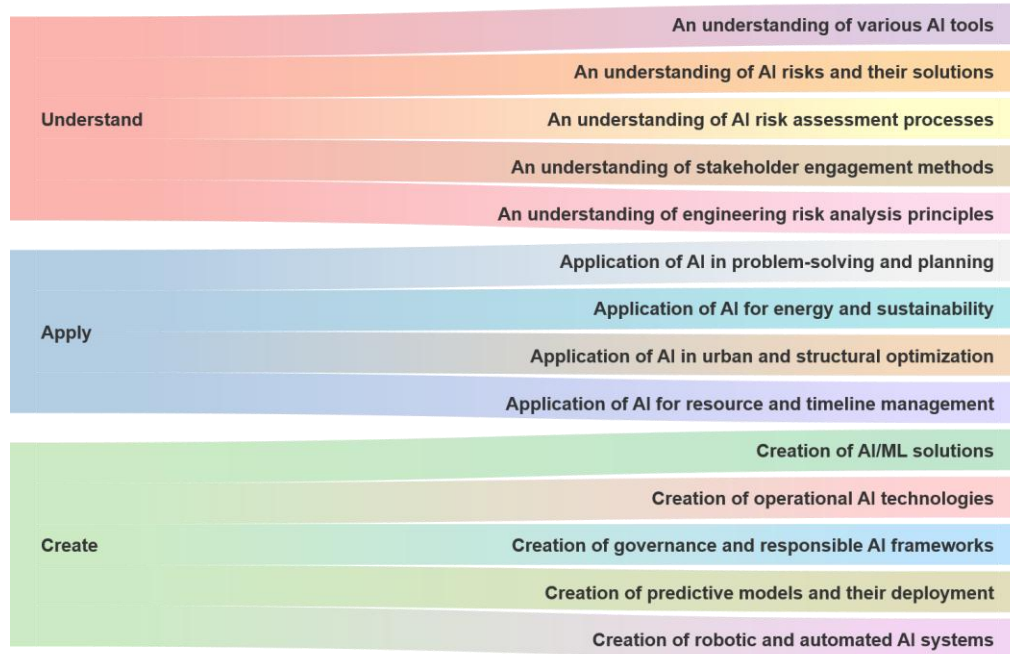 Understand
An understanding of various AI tools
An understanding of AI risks and their solutions
An understanding of AI risk assessment processes
An understanding of stakeholder engagement methods
An understanding of engineering risk analysis principles
Apply
Application of AI in problem-solving and planning
Application of AI for energy and sustainability
Application of AI in urban and structural optimization
Application of AI for resource and timeline management
Create
Creation of AI/ML solutions
Creation of operational AI technologies
Creation of governance and responsible AI frameworks
Creation of predictive models and their deployment
Creation of robotic and automated AI systems